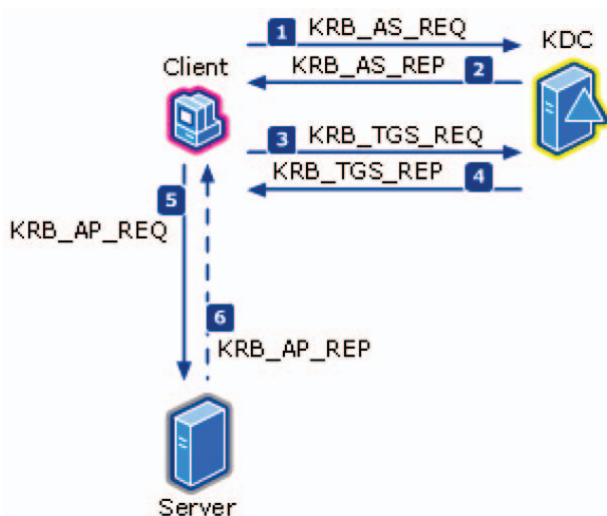 1 KRB_AS_REQ
KDC
Client
KRB_AS_REP 2
3 KRB_TGS_REQ
KRB_TGS_REP 4
5
KRB_AP_REQ
6
KRB_AP_REP
Server